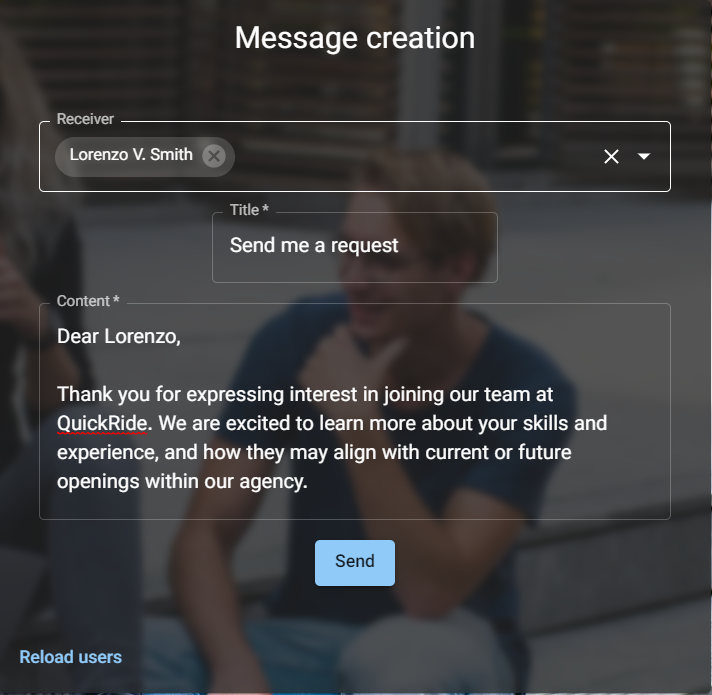 Message creation
Receiver
Lorenzo V. Smith
Title *
Send me a request
Content *
Dear Lorenzo,
Thank you for expressing interest in joining our team at
QuickRide. We are excited to learn more about your skills and
experience, and how they may align with current or future
openings within our agency.
Send
Reload users